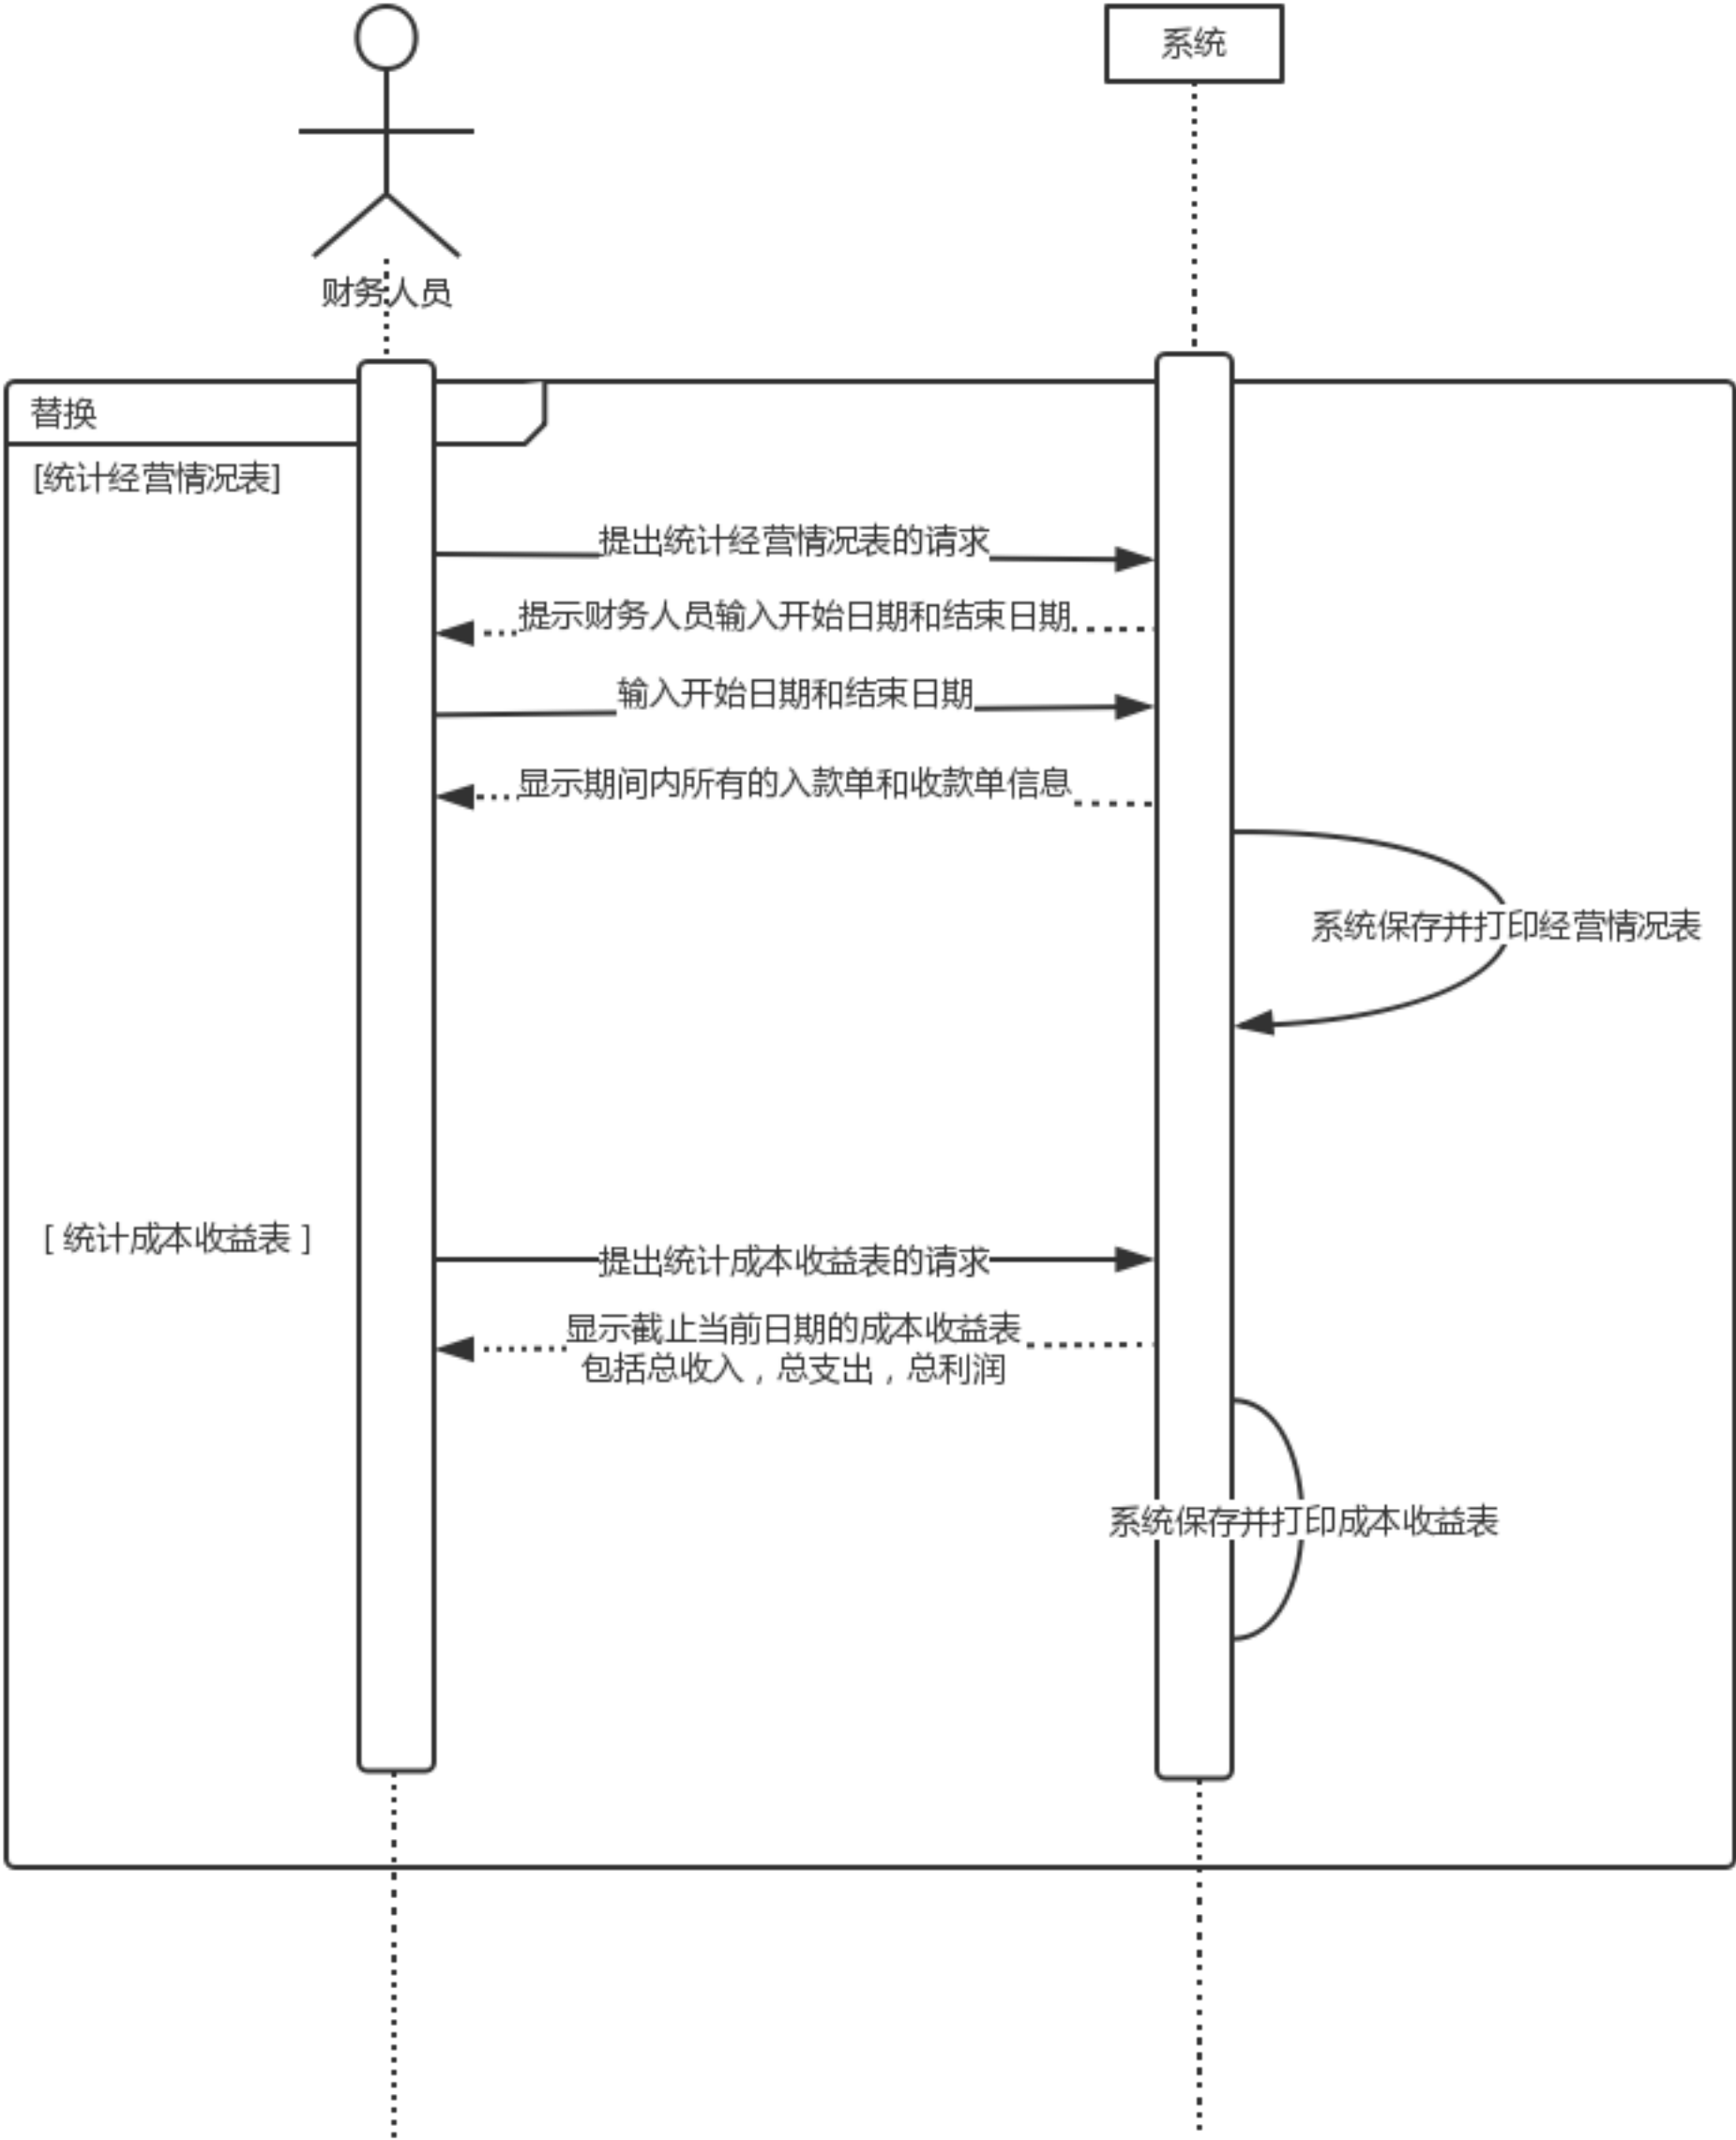 系统
财务人员
替换
[统计经营情况表]
提出统计经营情况表的请求
提示财务人员输入开始日期和结束日期
输入开始日期和结束日期
显示期间内所有的入款单和收款单信息
系统保存并打印经营情况表
[ 统计成本收益表 ]
提出统计成本收益表的请求
显示截止当前日期的成本收益表
包括总收入，总支出，总利润
系统保存并打印成本收益表